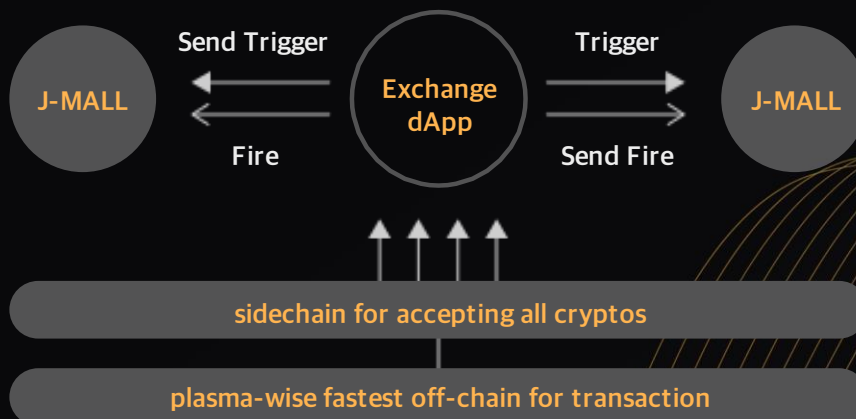 Send Trigger
Trigger
J-MALL
Exchange
dApp
J-MALL
Fire
Send Fire
sidechain for accepting all cryptos
plasma-wise fastest off-chain for transaction